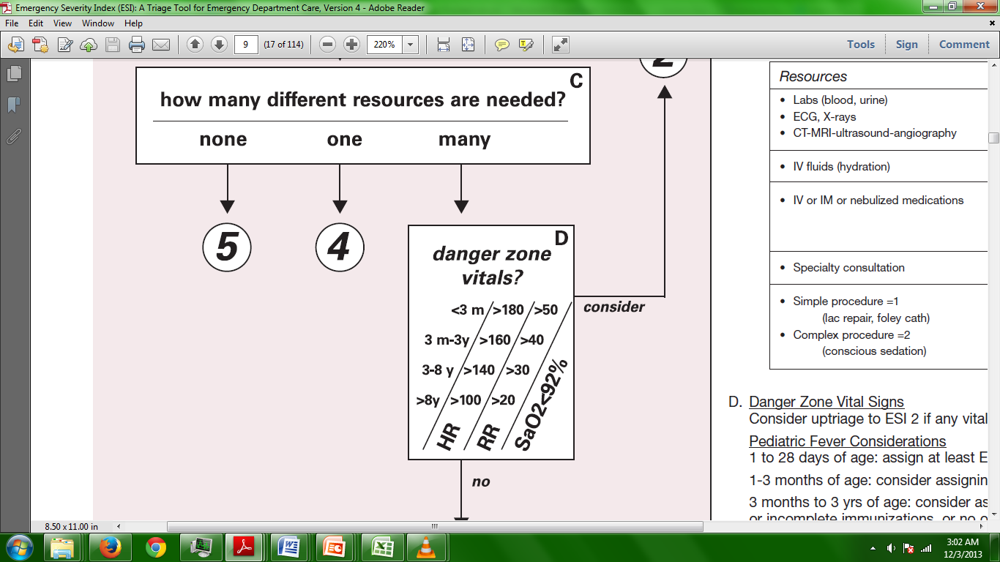 Emergency Severity Index (ESI): A Triage Tool for Emergency Department Care, Version 4 - Adobe Reader
File Edit View Window Help
9 (17 of 114) 220% Tools Sign Comment
2
C
how many different resources are needed?
none one many
5 4
D
danger zone
vitals?
<3 m >180 >50
3 m-3y >160 >40
3-8 y >140 >30
>8y >100 >20
HR RR SaO2<92%
consider
no
Resources
• Labs (blood, urine)
• ECG, X-rays
• CT-MRI-ultrasound-angiography
• IV fluids (hydration)
• IV or IM or nebulized medications
• Specialty consultation
• Simple procedure =1
(lac repair, foley cath)
• Complex procedure =2
(conscious sedation)
D. Danger Zone Vital Signs
Consider uptriage to ESI 2 if any vital
Pediatric Fever Considerations
1 to 28 days of age: assign at least E
1-3 months of age: consider assignin
3 months to 3 yrs of age: consider as
or incomplete immunizations, or no o
8.50 x 11.00 in
3:02 AM
12/3/2013